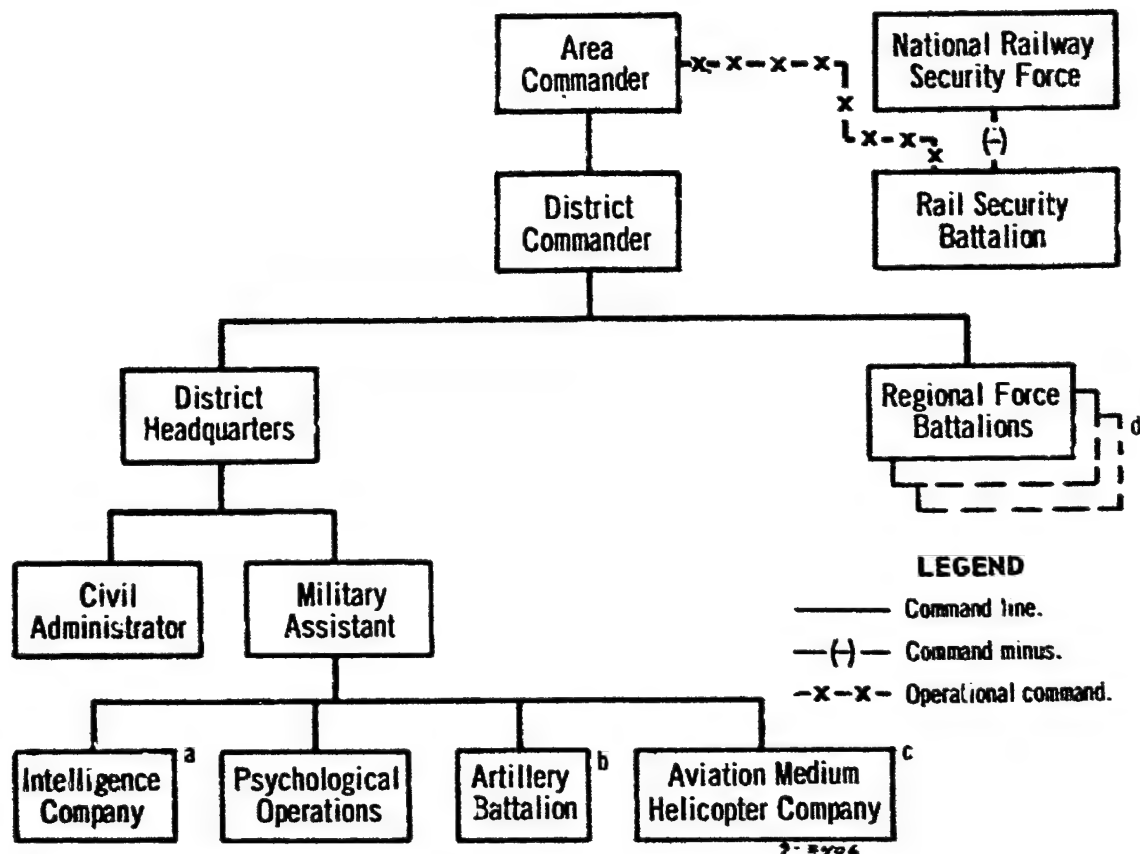 Area
Commander
x
x
x
x
x
x
x
x
National Railway
Security Force
(-)
District
Commander
Rail Security
Battalion
District
Headquarters
Regional Force
Battalions
d
Civil
Administrator
Military
Assistant
LEGEND
Command line.
(-) Command minus.
-x-x- Operational command.
Intelligence
Company
a
Psychological
Operations
Artillery
Battalion
b
Aviation Medium
Helicopter Company
c